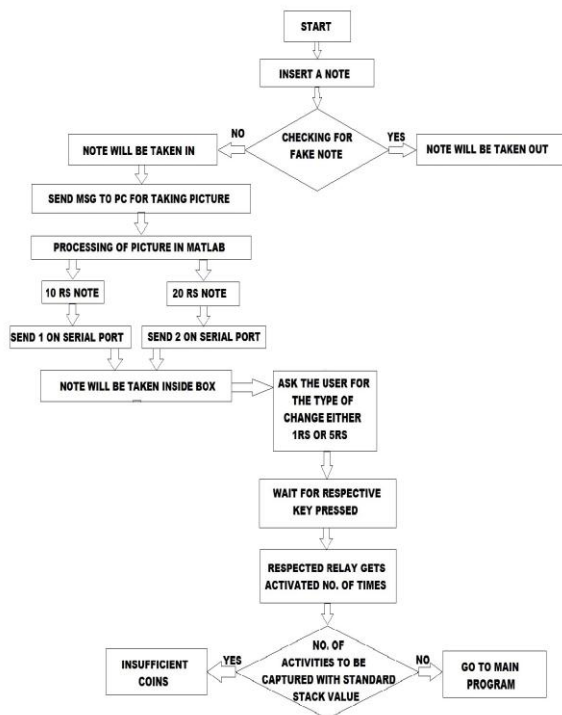 START
INSERT A NOTE
CHECKING FOR
FAKE NOTE
NO
YES
NOTE WILL BE TAKEN IN
NOTE WILL BE TAKEN OUT
SEND MSG TO PC FOR TAKING PICTURE
PROCESSING OF PICTURE IN MATLAB
10 RS NOTE
20 RS NOTE
SEND 1 ON SERIAL PORT
SEND 2 ON SERIAL PORT
NOTE WILL BE TAKEN INSIDE BOX
ASK THE USER FOR
THE TYPE OF
CHANGE EITHER
1RS OR 5RS
WAIT FOR RESPECTIVE
KEY PRESSED
RESPECTED RELAY GETS
ACTIVATED NO. OF TIMES
NO. OF
ACTIVITIES TO BE
CAPTURED WITH STANDARD
STACK VALUE
YES
NO
INSUFFICIENT
COINS
GO TO MAIN
PROGRAM